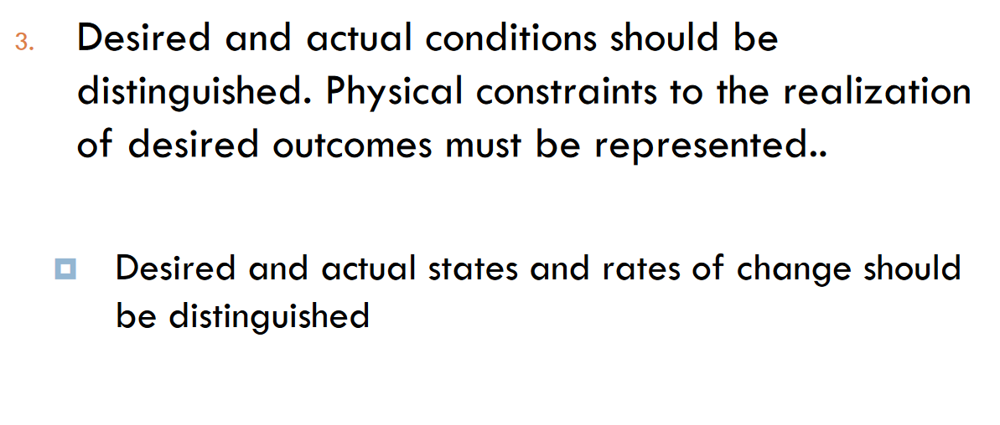 3. Desired and actual conditions should be
distinguished. Physical constraints to the realization
of desired outcomes must be represented..
Desired and actual states and rates of change should
be distinguished